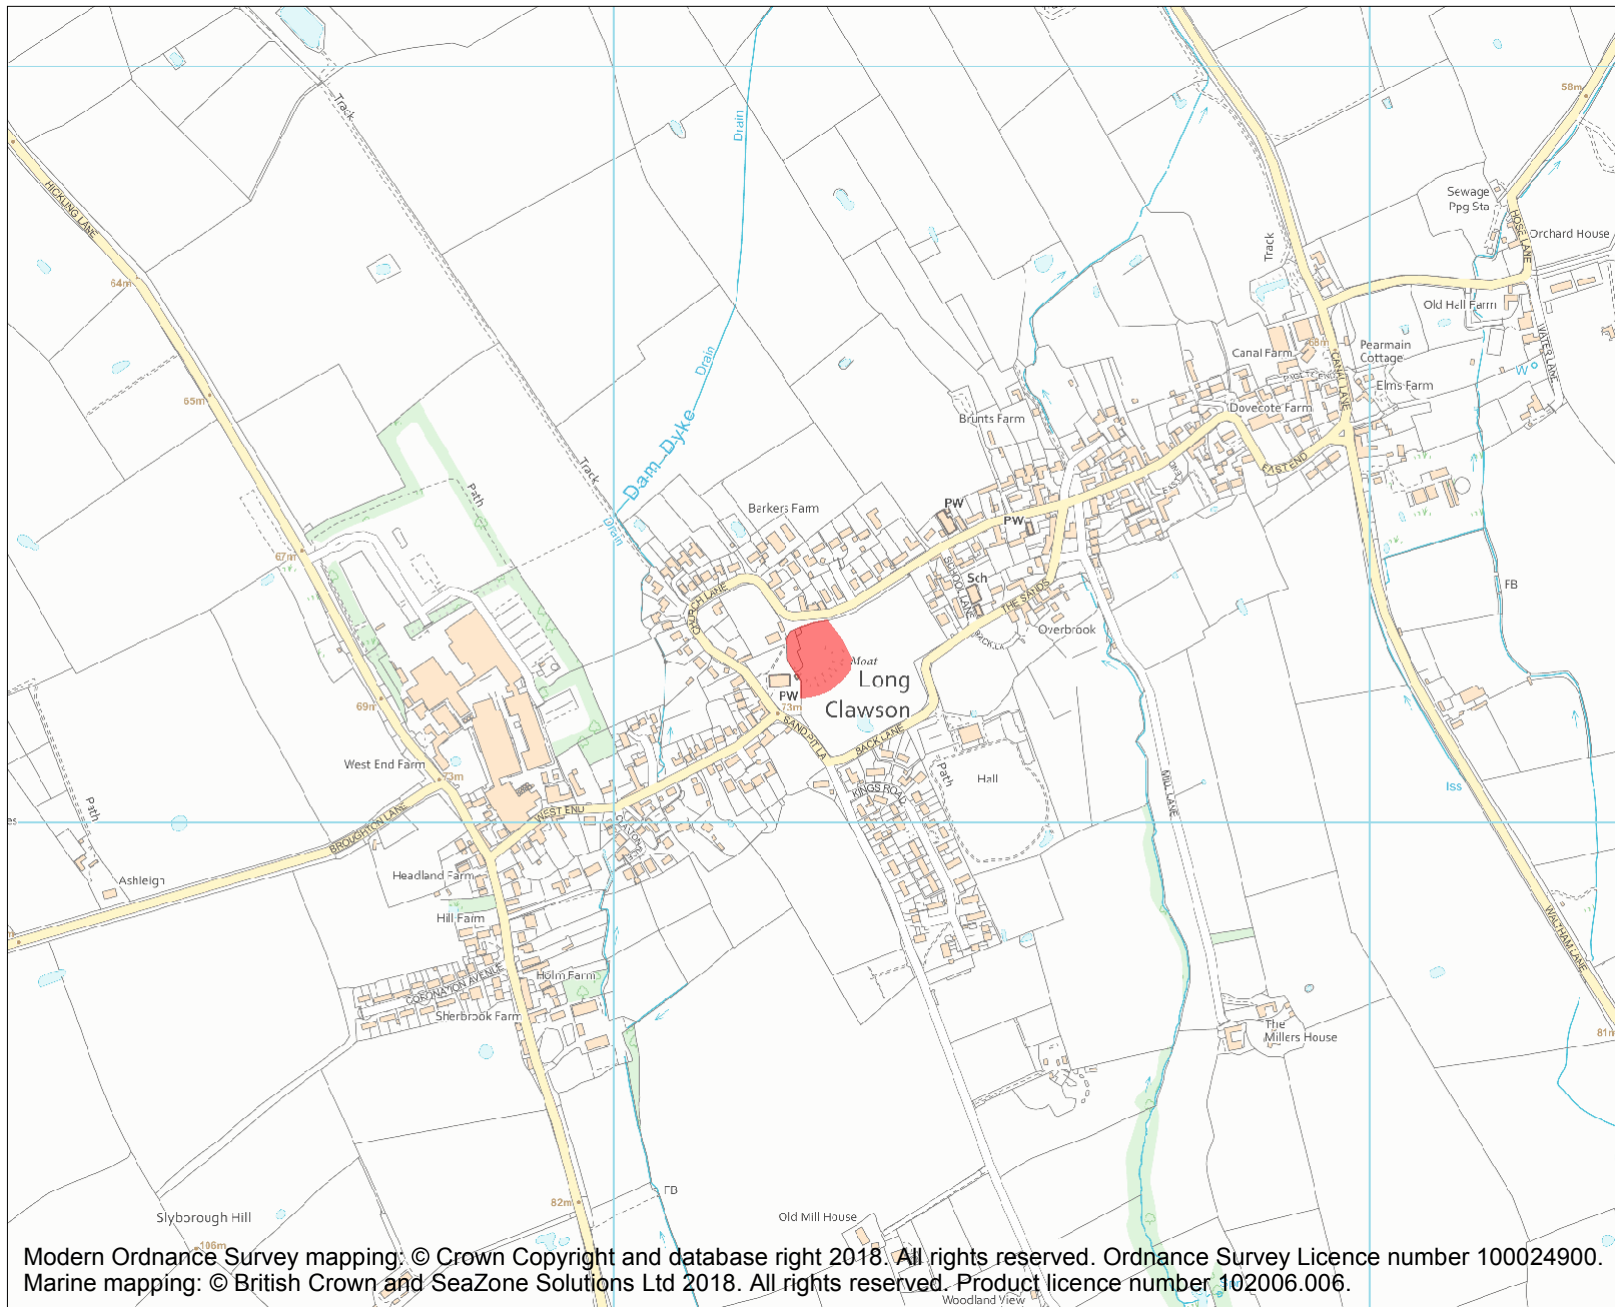 Track
Drain
58m
HICKLING LANE
Sewage
Ppg Sta
HOSE LANE
Orchard House
Track
64m
Old Hall Farm
Drain
Canal Farm
68m
Pearmain
Cottage
CANAL LANE
WATER LANE
W
Elms Farm
65m
Dovecote Farm
Brunts Farm
Dam Dyke
EAST END
Track
Path
Drain
Barkers Farm
PW
PW
67m
SCHOOL LANE
Sch
THE SANDS
FB
CHURCH LANE
Overbrook
BACK LA
Moat
Long
Clawson
PW
73m
69m
SAND PIT LA
BACK LANE
West End Farm
73m
Path
Hall
KINGS ROAD
MILL LANE
Iss
Path
BROUGHTON LANE
WEST END
Ashleigh
Headland Farm
Hill Farm
WALTHAM LANE
Holm Farm
CORONATION AVENUE
Sherbrook Farm
The
Millers House
81m
82m
FB
Slyborough Hill
106m
Old Mill House
Woodland View
Modern Ordnance Survey mapping: © Crown Copyright and database right 2018. All rights reserved. Ordnance Survey Licence number 100024900.
Marine mapping: © British Crown and SeaZone Solutions Ltd 2018. All rights reserved. Product licence number 102006.006.